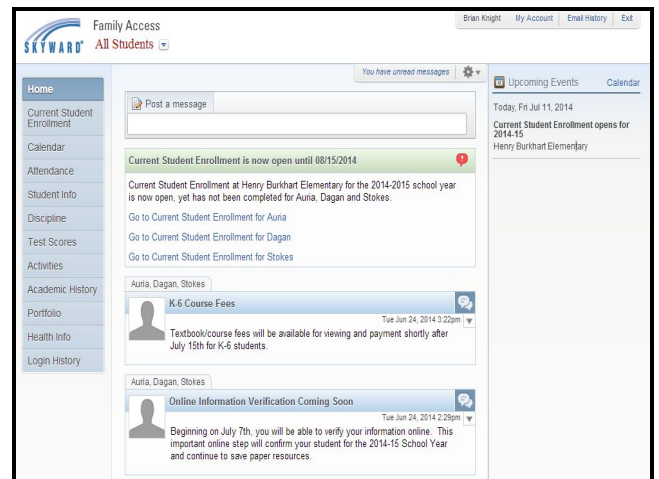 Family Access
Brian Knight My Account Email History Exit
SKYWARD® All Students
You have unread messages
Home
Current Student
Enrollment
Calendar
Attendance
Student Info
Discipline
Test Scores
Activities
Academic History
Portfolio
Health Info
Login History
Post a message
Current Student Enrollment is now open until 08/15/2014
Current Student Enrollment at Henry Burkhart Elementary for the 2014-2015 school year
is now open, yet has not been completed for Auria, Dagan and Stokes.
Go to Current Student Enrollment for Auria
Go to Current Student Enrollment for Dagan
Go to Current Student Enrollment for Stokes
Auria, Dagan, Stokes
K-6 Course Fees
Tue Jun 24, 2014 3:22pm
Textbook/course fees will be available for viewing and payment shortly after
July 15th for K-6 students.
Auria, Dagan, Stokes
Online Information Verification Coming Soon
Tue Jun 24, 2014 2:29pm
Beginning on July 7th, you will be able to verify your information online. This
important online step will confirm your student for the 2014-15 School Year
and continue to save paper resources.
Upcoming Events Calendar
Today, Fri Jul 11, 2014
Current Student Enrollment opens for
2014-15
Henry Burkhart Elementary